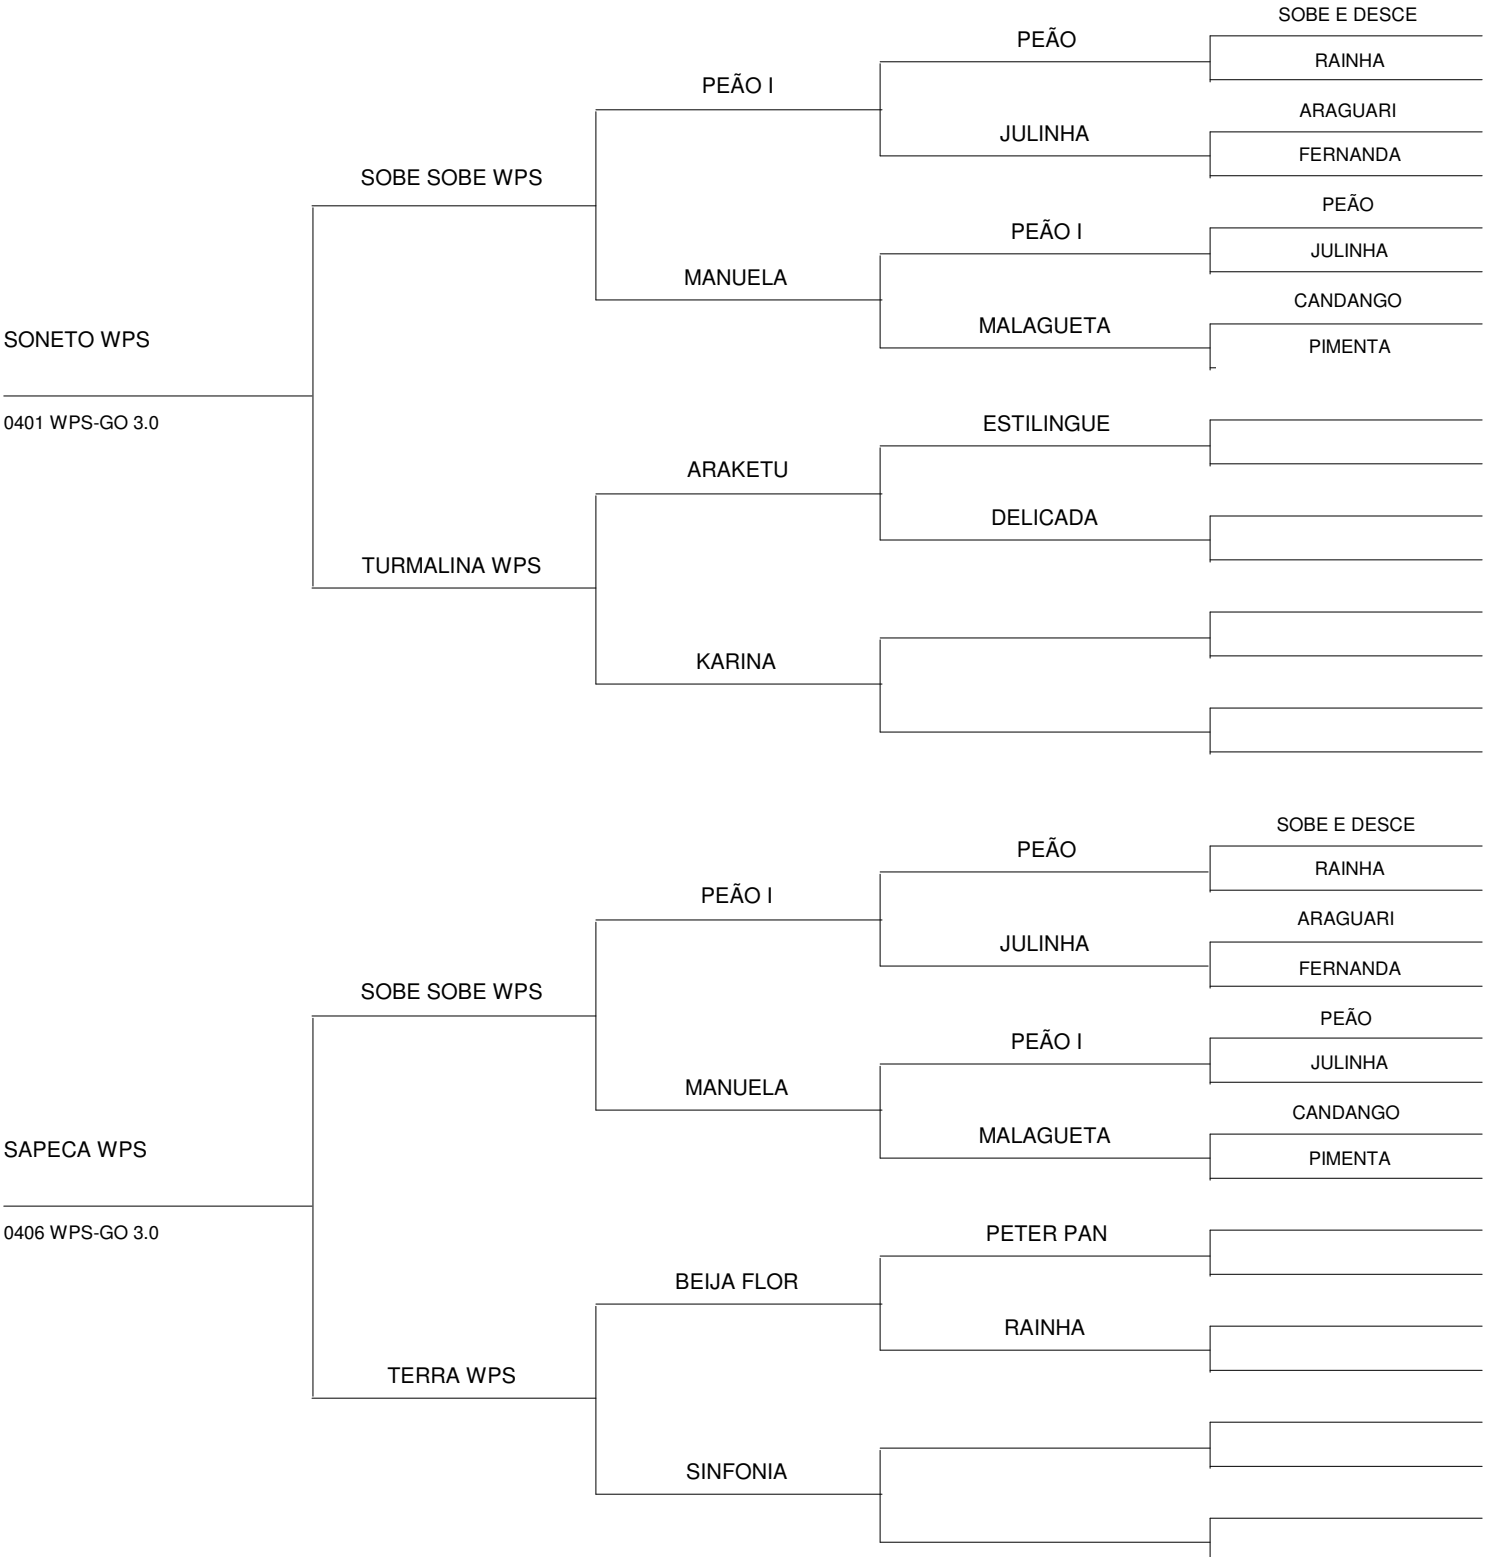 SOBE E DESCE
PEÃO
RAINHA
PEÃO I
ARAGUARI
JULINHA
FERNANDA
SOBE SOBE WPS
PEÃO
PEÃO I
JULINHA
MANUELA
CANDANGO
MALAGUETA
SONETO WPS
PIMENTA
0401 WPS-GO 3.0
ESTILINGUE
ARAKETU
DELICADA
TURMALINA WPS
KARINA
SOBE E DESCE
PEÃO
RAINHA
PEÃO I
ARAGUARI
JULINHA
FERNANDA
SOBE SOBE WPS
PEÃO
PEÃO I
JULINHA
MANUELA
CANDANGO
MALAGUETA
SAPECA WPS
PIMENTA
0406 WPS-GO 3.0
PETER PAN
BEIJA FLOR
RAINHA
TERRA WPS
SINFONIA